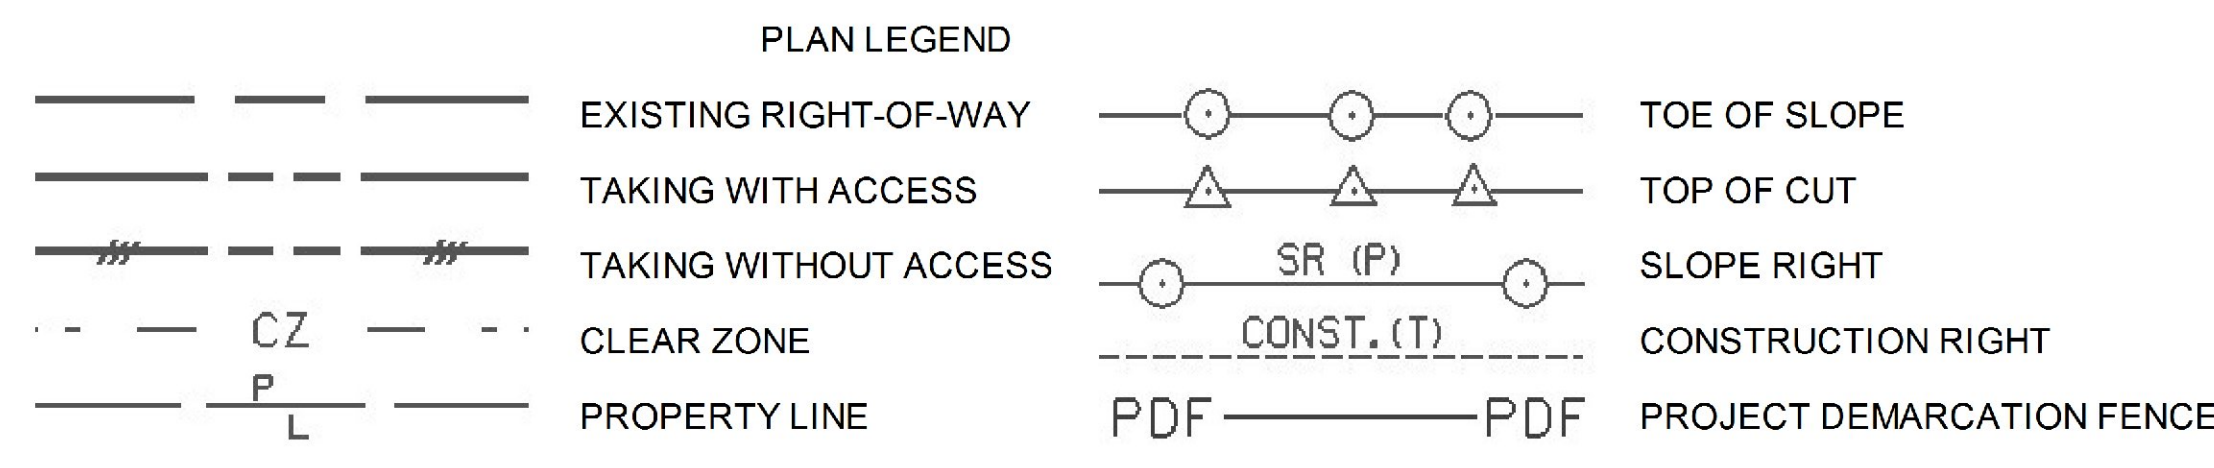 PLAN LEGEND
EXISTING RIGHT-OF-WAY
TAKING WITH ACCESS
TAKING WITHOUT ACCESS
CZ CLEAR ZONE
P
L PROPERTY LINE
TOE OF SLOPE
TOP OF CUT
SR (P) SLOPE RIGHT
CONST.(T) CONSTRUCTION RIGHT
PDF PDF PROJECT DEMARCATION FENCE